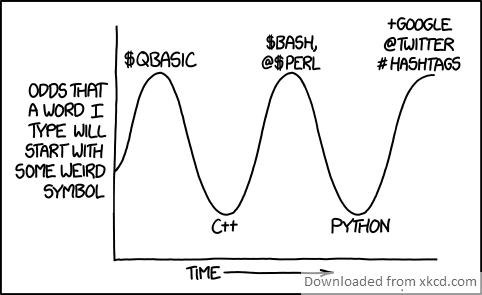 ODDS THAT
A WORD I
TYPE WILL
START WITH
SOME WEIRD
SYMBOL
$QBASIC
C++
$BASH,
@$PERL
PYTHON
+GOOGLE
@TWITTER
#HASHTAGS
TIME
Downloaded from xkcd.com